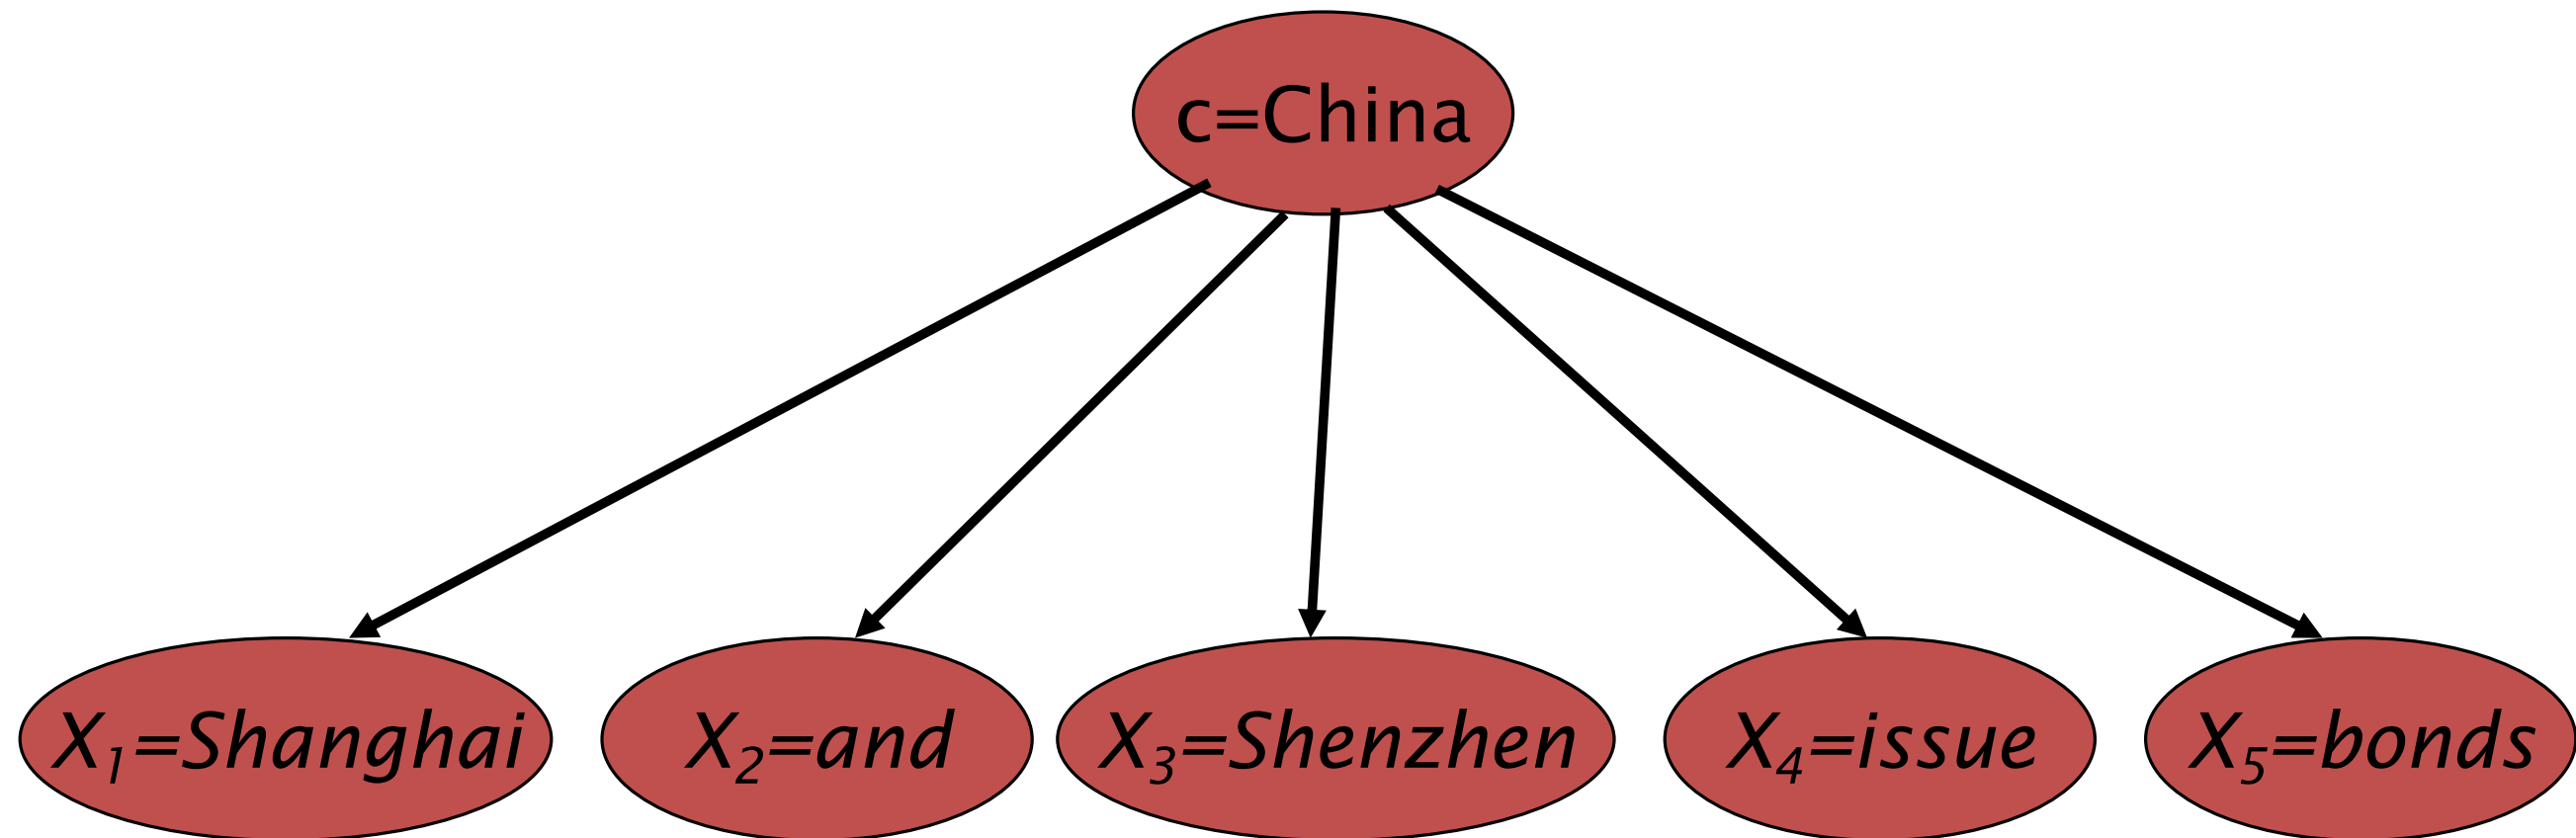 c=China
X₁=Shanghai
X₂=and
X₃=Shenzhen
X₄=issue
X₅=bonds